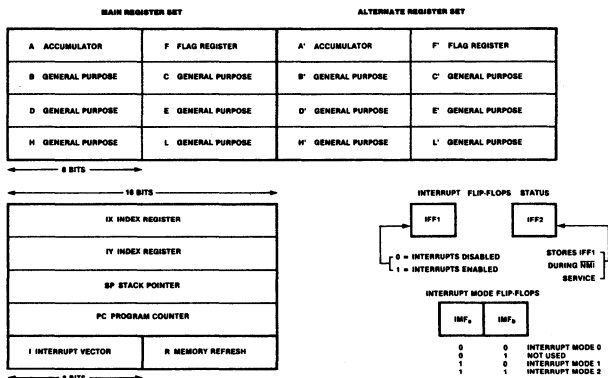 MAIN REGISTER SET
ALTERNATE REGISTER SET
A ACCUMULATOR F FLAG REGISTER A' ACCUMULATOR F' FLAG REGISTER
B GENERAL PURPOSE C GENERAL PURPOSE B' GENERAL PURPOSE C' GENERAL PURPOSE
D GENERAL PURPOSE E GENERAL PURPOSE D' GENERAL PURPOSE E' GENERAL PURPOSE
H GENERAL PURPOSE L GENERAL PURPOSE H' GENERAL PURPOSE L' GENERAL PURPOSE
8 BITS
16 BITS
IX INDEX REGISTER
IY INDEX REGISTER
SP STACK POINTER
PC PROGRAM COUNTER
I INTERRUPT VECTOR R MEMORY REFRESH
8 BITS
INTERRUPT FLIP-FLOPS STATUS
IFF1 IFF2
0 = INTERRUPTS DISABLED
1 = INTERRUPTS ENABLED
STORES IFF1
DURING NMI
SERVICE
INTERRUPT MODE FLIP-FLOPS
IMFa IMFb
0 0 INTERRUPT MODE 0
0 1 NOT USED
1 0 INTERRUPT MODE 1
1 1 INTERRUPT MODE 2